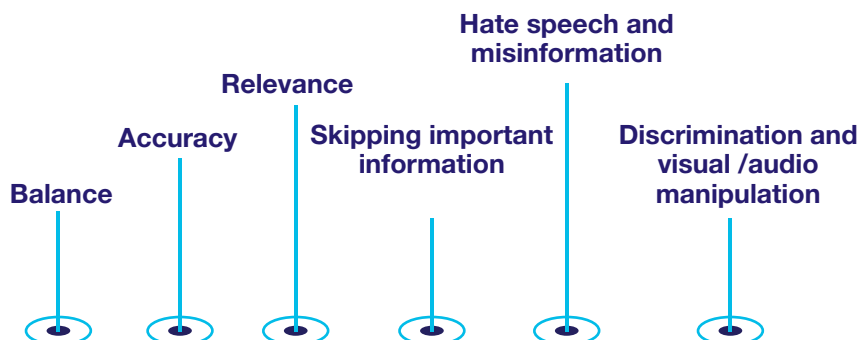 Balance
Accuracy
Relevance
Skipping important
information
Hate speech and
misinformation
Discrimination and
visual /audio
manipulation